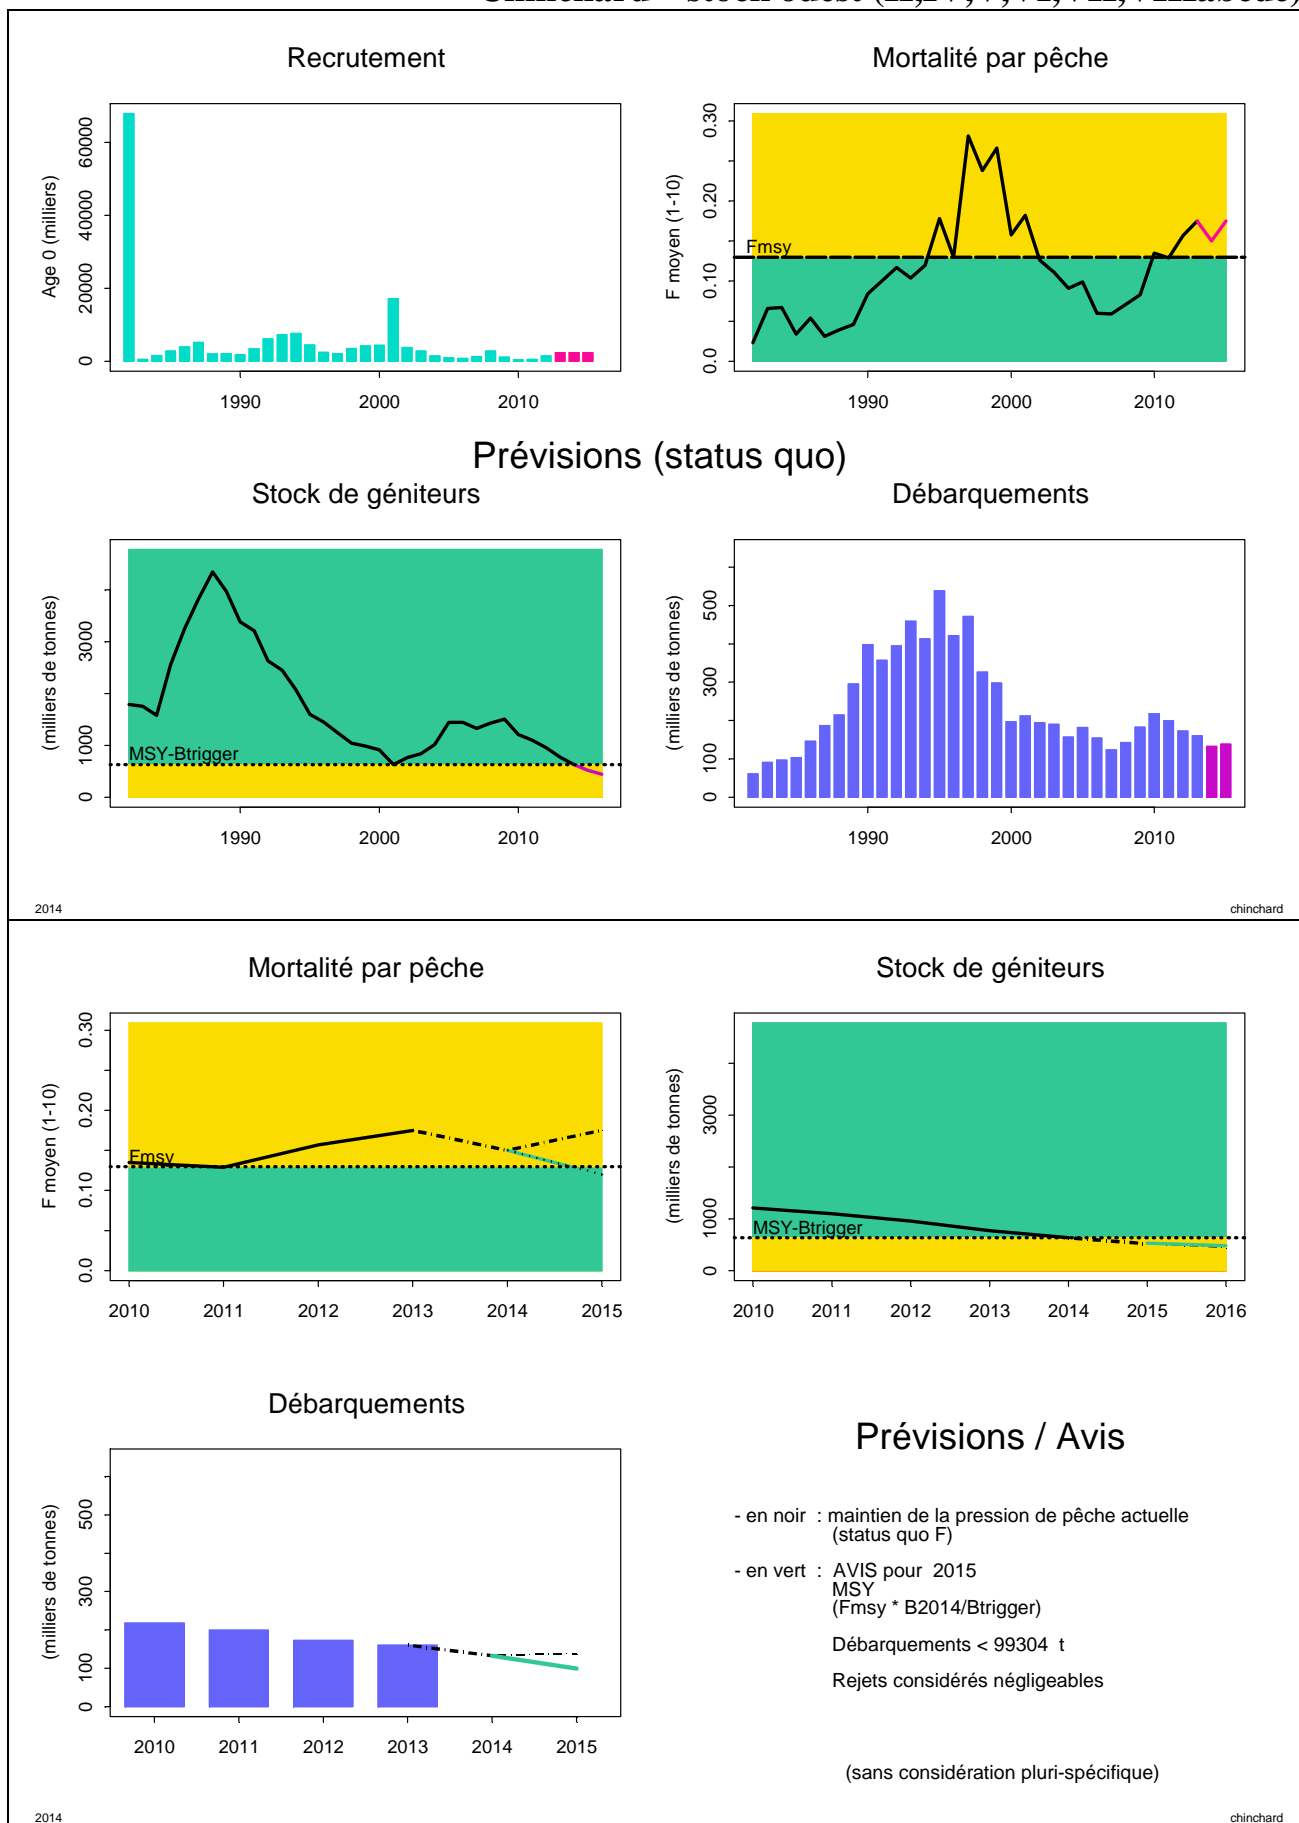 Recrutement
Age 0 (milliers)
0 20000 40000 60000
1990 2000 2010
Mortalité par pêche
F moyen (1-10)
0.0 0.10 0.20 0.30
Fmsy
1990 2000 2010
Prévisions (status quo)
Stock de géniteurs
(milliers de tonnes)
0 1000 3000
MSY-Btrigger
1990 2000 2010
Débarquements
(milliers de tonnes)
0 100 300 500
1990 2000 2010
2014
chinchard
Mortalité par pêche
F moyen (1-10)
0.0 0.10 0.20 0.30
Fmsy
2010 2011 2012 2013 2014 2015
Stock de géniteurs
(milliers de tonnes)
0 1000 3000
MSY-Btrigger
2010 2011 2012 2013 2014 2015 2016
Débarquements
(milliers de tonnes)
0 100 300 500
2010 2011 2012 2013 2014 2015
Prévisions / Avis
- en noir : maintien de la pression de pêche actuelle
(status quo F)
- en vert : AVIS pour 2015
MSY
(Fmsy * B2014/Btrigger)
Débarquements < 99304 t
Rejets considérés négligeables
(sans considération pluri-spécifique)
2014
chinchard